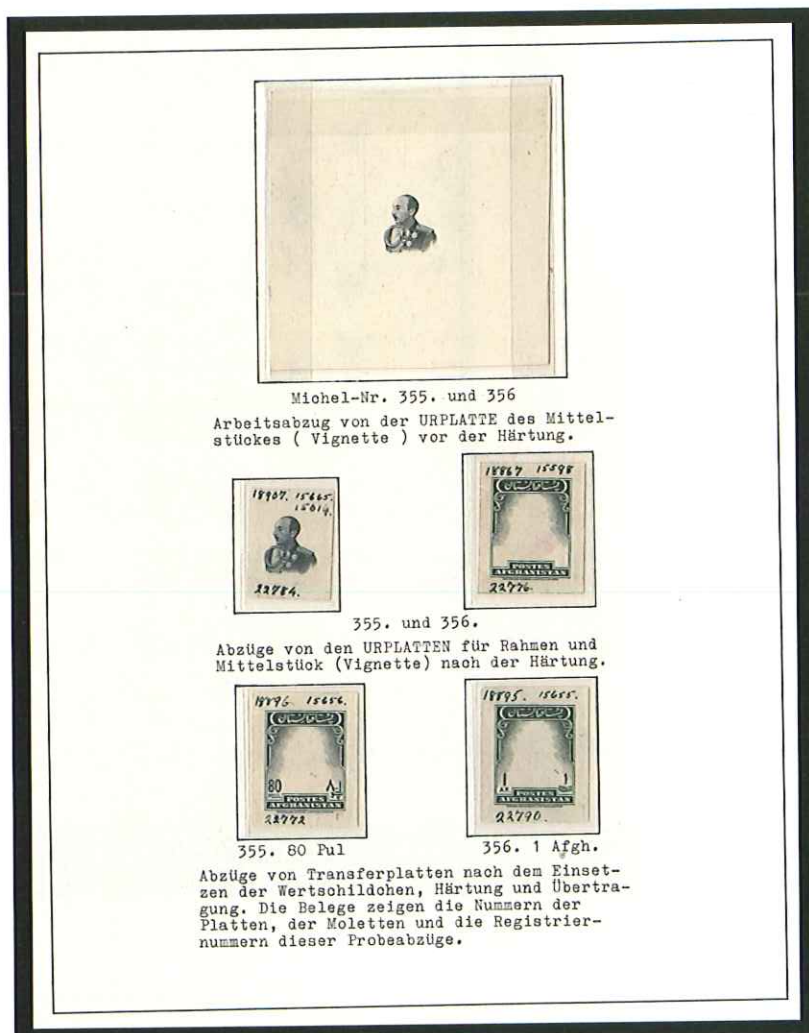 Michel-Nr. 355. und 356
Arbeitsabzug von der URPLATTE des Mittel-
stückes ( Vignette ) vor der Härtung.
18907. 15665.
15019.
22784.
18867 15598
POSTES
AFGHANISTAN
22776.
355. und 356.
Abzüge von den URPLATTEN für Rahmen und
Mittelstück (Vignette) nach der Härtung.
18896. 15656.
80 ٨٠
POSTES
AFGHANISTAN
22772
18895. 15655.
1 ١
POSTES
AFGHANISTAN
22790.
355. 80 Pul
356. 1 Afgh.
Abzüge von Transferplatten nach dem Einset-
zen der Wertschildchen, Härtung und Übertra-
gung. Die Belege zeigen die Nummern der
Platten, der Moletten und die Registrier-
nummern dieser Probeabzüge.